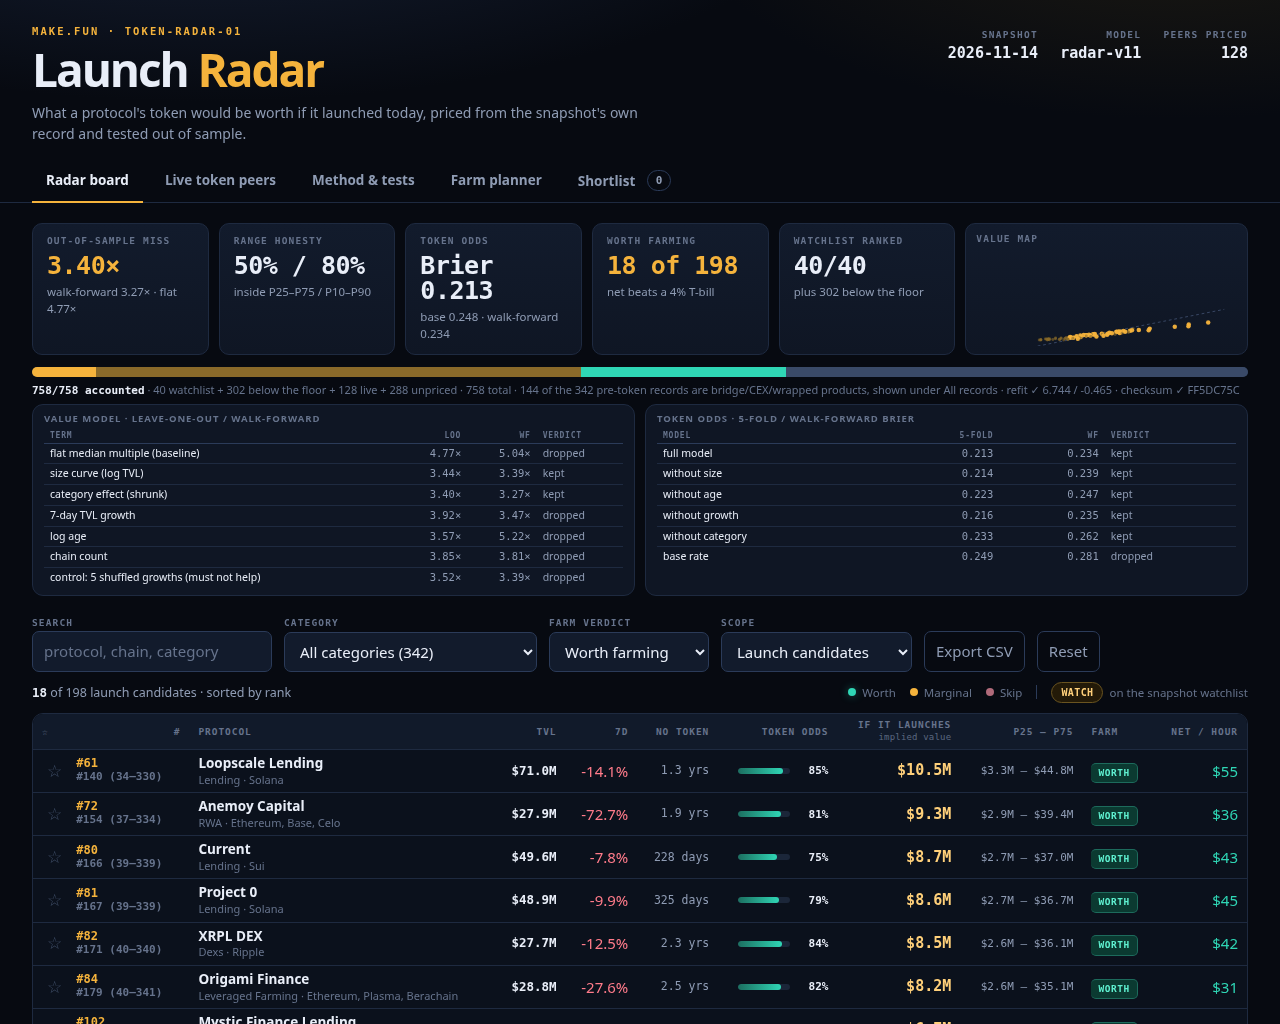 MAKE.FUN · TOKEN-RADAR-01
Launch Radar
What a protocol's token would be worth if it launched today, priced from the snapshot's own
record and tested out of sample.
SNAPSHOT
2026-11-14
MODEL
radar-v11
PEERS PRICED
128
Radar board
Live token peers
Method & tests
Farm planner
Shortlist 0
OUT-OF-SAMPLE MISS
3.40×
walk-forward 3.27× · flat
4.77×
RANGE HONESTY
50% / 80%
inside P25–P75 / P10–P90
TOKEN ODDS
Brier
0.213
base 0.248 · walk-forward
0.234
WORTH FARMING
18 of 198
net beats a 4% T-bill
WATCHLIST RANKED
40/40
plus 302 below the floor
VALUE MAP
758/758 accounted · 40 watchlist + 302 below the floor + 128 live + 288 unpriced · 758 total · 144 of the 342 pre-token records are bridge/CEX/wrapped products, shown under All records · refit ✓ 6.744 / -0.465 · checksum ✓ FF5DC75C
VALUE MODEL · LEAVE-ONE-OUT / WALK-FORWARD
TERM LOO WF VERDICT
flat median multiple (baseline) 4.77× 5.04× dropped
size curve (log TVL) 3.44× 3.39× kept
category effect (shrunk) 3.40× 3.27× kept
7-day TVL growth 3.92× 3.47× dropped
log age 3.57× 5.22× dropped
chain count 3.85× 3.81× dropped
control: 5 shuffled growths (must not help) 3.52× 3.39× dropped
TOKEN ODDS · 5-FOLD / WALK-FORWARD BRIER
MODEL 5-FOLD WF VERDICT
full model 0.213 0.234 kept
without size 0.214 0.239 kept
without age 0.223 0.247 kept
without growth 0.216 0.235 kept
without category 0.233 0.262 kept
base rate 0.249 0.281 dropped
SEARCH
protocol, chain, category
CATEGORY
All categories (342)
FARM VERDICT
Worth farming
SCOPE
Launch candidates
Export CSV
Reset
18 of 198 launch candidates · sorted by rank
Worth Marginal Skip WATCH on the snapshot watchlist
# PROTOCOL TVL 7D NO TOKEN TOKEN ODDS IF IT LAUNCHES P25 – P75 FARM NET / HOUR
implied value
#61 Loopscale Lending $71.0M -14.1% 1.3 yrs 85% $10.5M $3.3M – $44.8M WORTH $55
#140 (34–330) Lending · Solana
#72 Anemoy Capital $27.9M -72.7% 1.9 yrs 81% $9.3M $2.9M – $39.4M WORTH $36
#154 (37–334) RWA · Ethereum, Base, Celo
#80 Current $49.6M -7.8% 228 days 75% $8.7M $2.7M – $37.0M WORTH $43
#166 (39–339) Lending · Sui
#81 Project 0 $48.9M -9.9% 325 days 79% $8.6M $2.7M – $36.7M WORTH $45
#167 (39–339) Lending · Solana
#82 XRPL DEX $27.7M -12.5% 2.3 yrs 84% $8.5M $2.6M – $36.1M WORTH $42
#171 (40–340) Dexs · Ripple
#84 Origami Finance $28.8M -27.6% 2.5 yrs 82% $8.2M $2.6M – $35.1M WORTH $31
#179 (40–341) Leveraged Farming · Ethereum, Plasma, Berachain
#102 Mystic Finance Lending